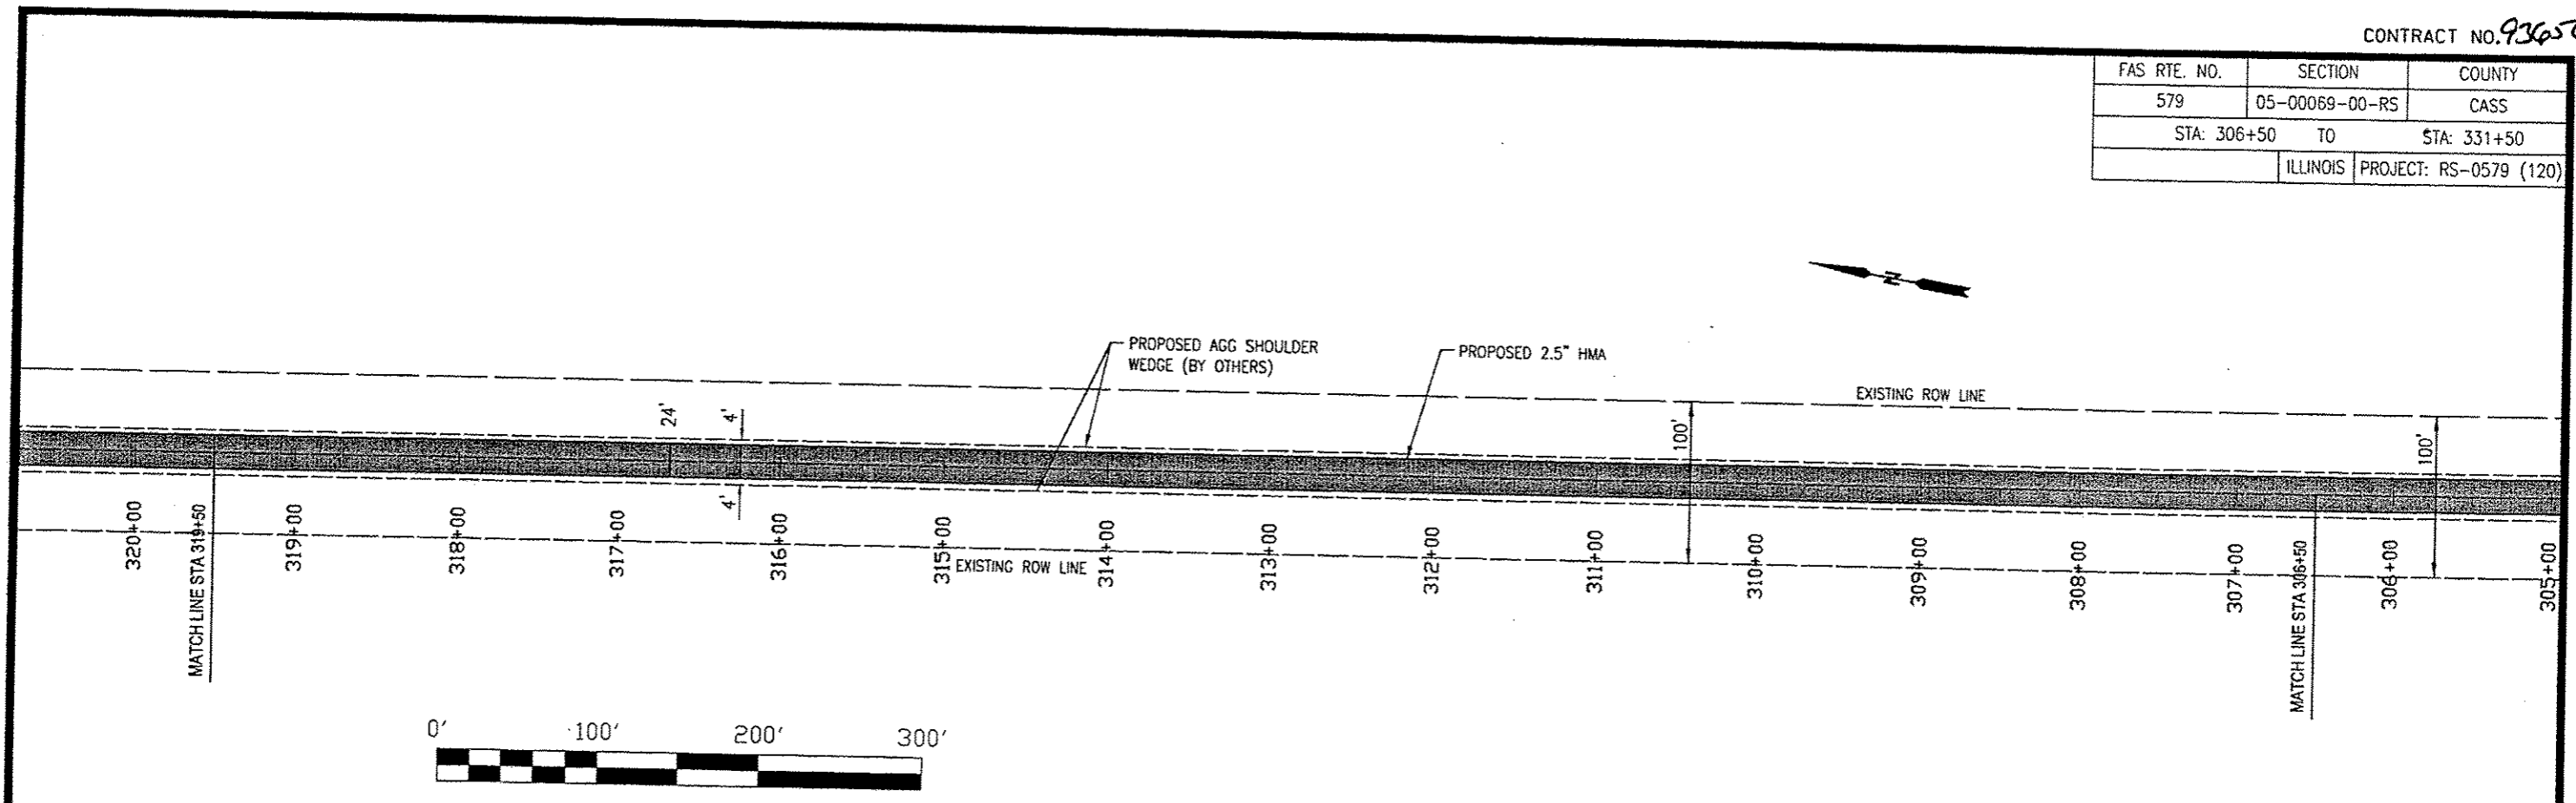 CONTRACT NO.
FAS RTE. NO. SECTION COUNTY
579 05-00069-00-RS CASS
STA: 306+50 TO STA: 331+50
ILLINOIS PROJECT: RS-0579 (120)
N
PROPOSED AGG SHOULDER
WEDGE (BY OTHERS)
PROPOSED 2.5" HMA
EXISTING ROW LINE
24'
4'
4'
100'
100'
EXISTING ROW LINE
320+00
MATCH LINE STA 319+50
319+00
318+00
317+00
316+00
315+00
314+00
313+00
312+00
311+00
310+00
309+00
308+00
307+00
MATCH LINE STA 306+50
306+00
305+00
0' 100' 200' 300'